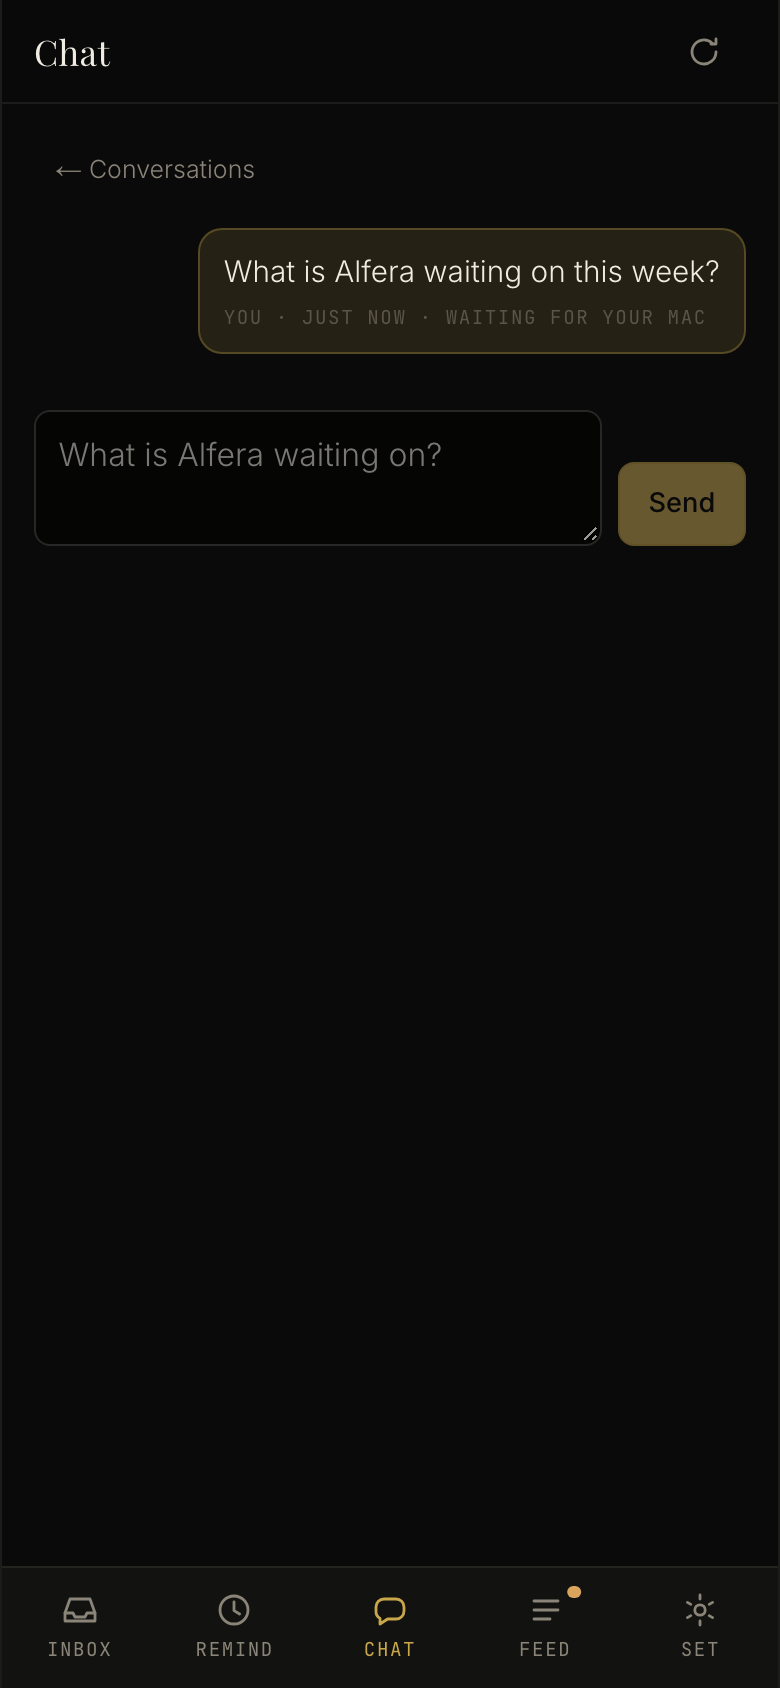 Chat
← Conversations
What is Alfera waiting on this week?
YOU · JUST NOW · WAITING FOR YOUR MAC
What is Alfera waiting on?
Send
INBOX
REMIND
CHAT
FEED
SET